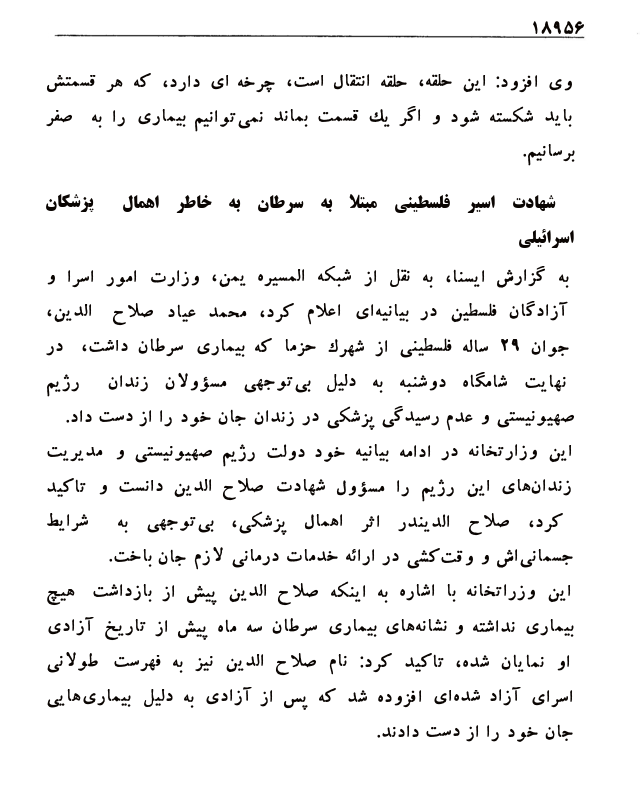 ۱۸۹۵۶
وی افزود: این حلقه، حلقه انتقال است، چرخه ای دارد، که هر قسمتش
باید شکسته شود و اگر یك قسمت بماند نمی‌توانیم بیماری را به صفر
برسانیم.
شهادت اسیر فلسطینی مبتلا به سرطان به خاطر اهمال پزشکان
اسرائیلی
به گزارش ایسنا، به نقل از شبکه المسیره یمن، وزارت امور اسرا و
آزادگان فلسطین در بیانیه‌ای اعلام کرد، محمد عیاد صلاح الدین،
جوان ۲۹ ساله فلسطینی از شهرك حزما که بیماری سرطان داشت، در
نهایت شامگاه دوشنبه به دلیل بی‌توجهی مسؤولان زندان رژیم
صهیونیستی و عدم رسیدگی پزشکی در زندان جان خود را از دست داد.
این وزارتخانه در ادامه بیانیه خود دولت رژیم صهیونیستی و مدیریت
زندان‌های این رژیم را مسؤول شهادت صلاح الدین دانست و تاکید
کرد، صلاح الدیندر اثر اهمال پزشکی، بی‌توجهی به شرایط
جسمانی‌اش و وقت‌کشی در ارائه خدمات درمانی لازم جان باخت.
این وزراتخانه با اشاره به اینکه صلاح الدین پیش از بازداشت هیچ
بیماری نداشته و نشانه‌های بیماری سرطان سه ماه پیش از تاریخ آزادی
او نمایان شده، تاکید کرد: نام صلاح الدین نیز به فهرست طولانی
اسرای آزاد شده‌ای افزوده شد که پس از آزادی به دلیل بیماری‌هایی
جان خود را از دست دادند.